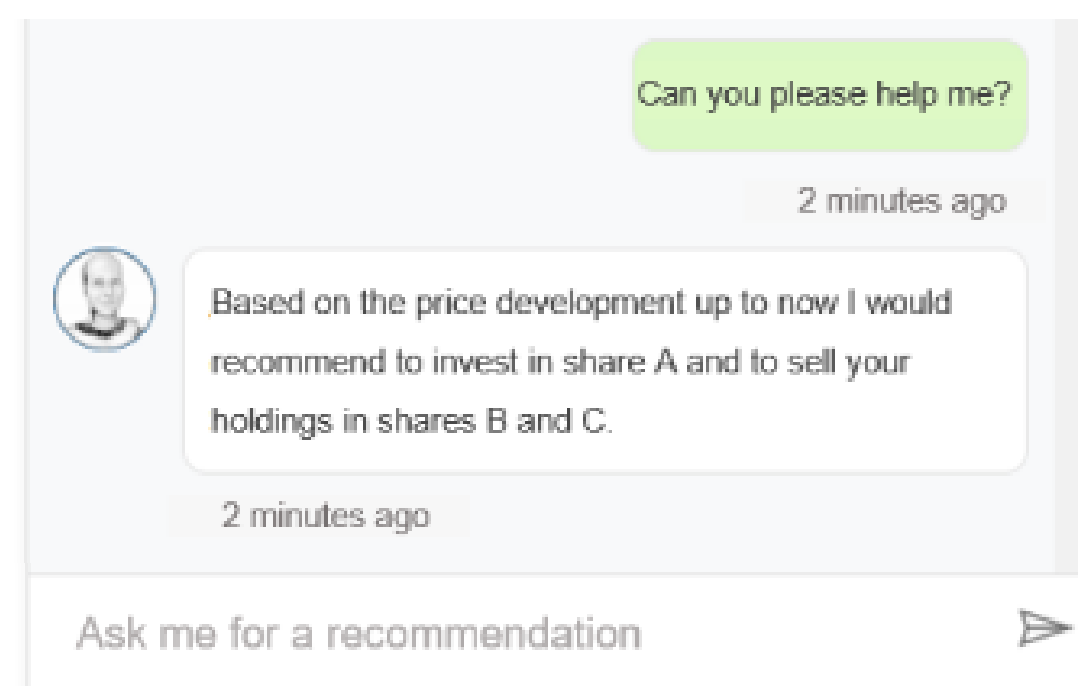 Can you please help me?
2 minutes ago
Based on the price development up to now I would
recommend to invest in share A and to sell your
holdings in shares B and C.
2 minutes ago
Ask me for a recommendation